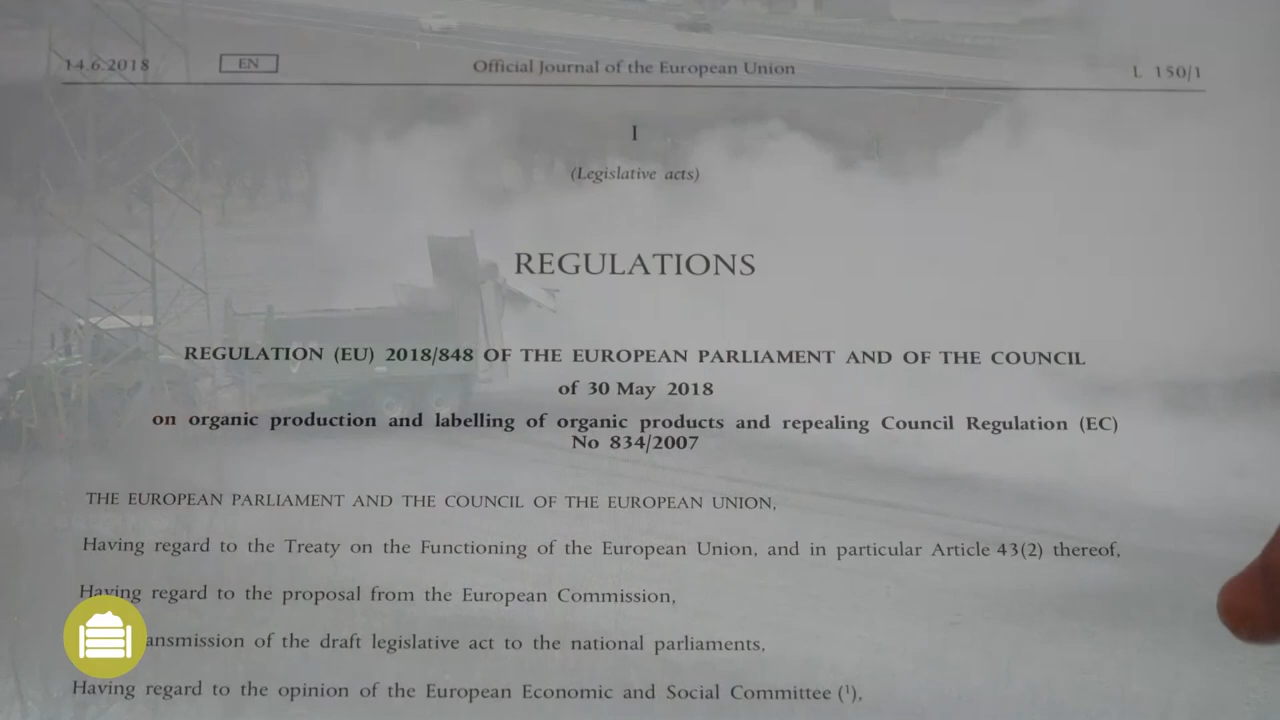 14.6.2018 EN Official Journal of the European Union L 150/1
I
(Legislative acts)
REGULATIONS
REGULATION (EU) 2018/848 OF THE EUROPEAN PARLIAMENT AND OF THE COUNCIL
of 30 May 2018
on organic production and labelling of organic products and repealing Council Regulation (EC)
No 834/2007
THE EUROPEAN PARLIAMENT AND THE COUNCIL OF THE EUROPEAN UNION,
Having regard to the Treaty on the Functioning of the European Union, and in particular Article 43(2) thereof,
Having regard to the proposal from the European Commission,
ansmission of the draft legislative act to the national parliaments,
Having regard to the opinion of the European Economic and Social Committee (¹),